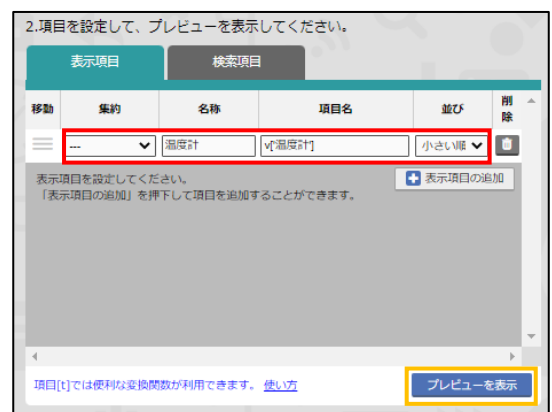 2.項目を設定して、プレビューを表示してください。
表示項目 検索項目
移動 集約 名称 項目名 並び 削除
--- 温度計 v[温度計] 小さい順
表示項目を設定してください。
「表示項目の追加」を押下して項目を追加することができます。
表示項目の追加
項目[t]では便利な変換関数が利用できます。 使い方
プレビューを表示